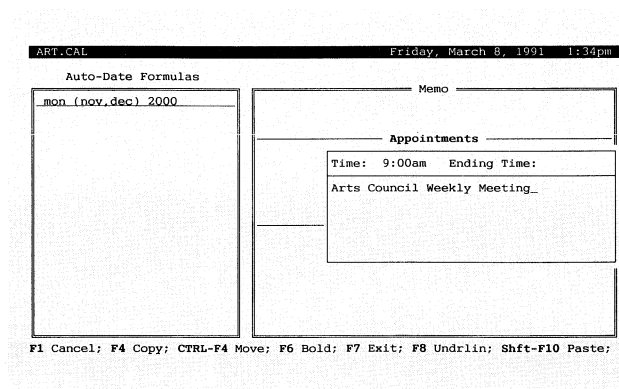 ART.CAL Friday, March 8, 1991 1:34pm
Auto-Date Formulas
mon (nov,dec) 2000
Memo
Appointments
Time: 9:00am Ending Time:
Arts Council Weekly Meeting_
F1 Cancel; F4 Copy; CTRL-F4 Move; F6 Bold; F7 Exit; F8 Undrlin; Shft-F10 Paste;